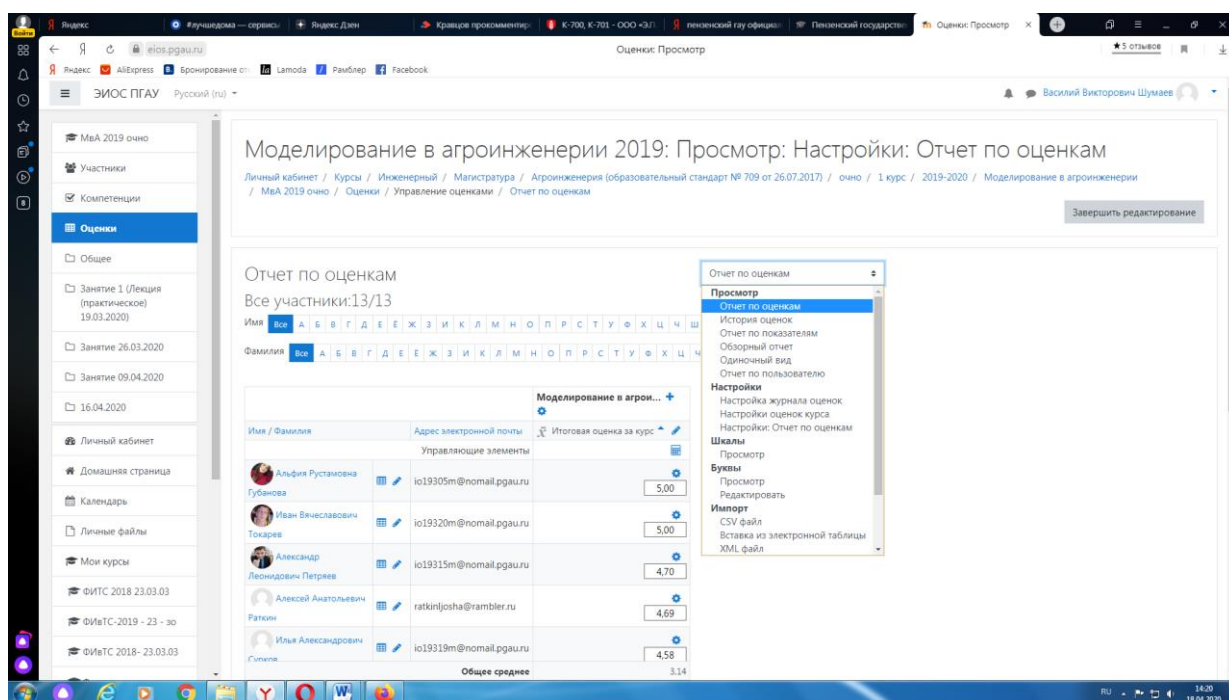 Войти
Яндекс
#лучшедома — сервисы
Яндекс.Дзен
Кравцов прокомментиро
К-700, К-701 - ООО «З.П.
пензенский гау официал
Пензенский государстве
Оценки: Просмотр
eios.pgau.ru
Оценки: Просмотр
★ 5 отзывов
Яндекс
AliExpress
Бронирование от
Lamoda
Рамблер
Facebook
ЭИОС ПГАУ
Русский (ru)
Василий Викторович Шумаев
МвА 2019 очно
Участники
Компетенции
Оценки
Общее
Занятие 1 (Лекция
(практическое)
19.03.2020)
Занятие 26.03.2020
Занятие 09.04.2020
16.04.2020
Личный кабинет
Домашняя страница
Календарь
Личные файлы
Мои курсы
ФИТС 2018 23.03.03
ФИвТС-2019 - 23 - зо
ФИвТС 2018- 23.03.03
Моделирование в агроинженерии 2019: Просмотр: Настройки: Отчет по оценкам
Личный кабинет / Курсы / Инженерный / Магистратура / Агроинженерия (образовательный стандарт № 709 от 26.07.2017) / очно / 1 курс / 2019-2020 / Моделирование в агроинженерии
/ МвА 2019 очно / Оценки / Управление оценками / Отчет по оценкам
Завершить редактирование
Отчет по оценкам
Все участники:13/13
Имя Все А Б В Г Д Е Ё Ж З И К Л М Н О П Р С Т У Ф Х Ц Ч Ш
Фамилия Все А Б В Г Д Е Ё Ж З И К Л М Н О П Р С Т У Ф Х Ц Ч
Моделирование в агрои...
Имя / Фамилия
Адрес электронной почты
Итоговая оценка за курс
Управляющие элементы
Альфия Рустамовна
Губанова
io19305m@nomail.pgau.ru
5,00
Иван Вячеславович
Токарев
io19320m@nomail.pgau.ru
5,00
Александр
Леонидович Петряев
io19315m@nomail.pgau.ru
4,70
Алексей Анатольевич
Раткин
ratkinljosha@rambler.ru
4,69
Илья Александрович
Сурков
io19319m@nomail.pgau.ru
4,58
Общее среднее
3,14
Отчет по оценкам
Просмотр
Отчет по оценкам
История оценок
Отчет по показателям
Обзорный отчет
Одиночный вид
Отчет по пользователю
Настройки
Настройка журнала оценок
Настройки оценок курса
Настройки: Отчет по оценкам
Шкалы
Просмотр
Буквы
Просмотр
Редактировать
Импорт
CSV файл
Вставка из электронной таблицы
XML файл
RU
14:20
18.04.2020